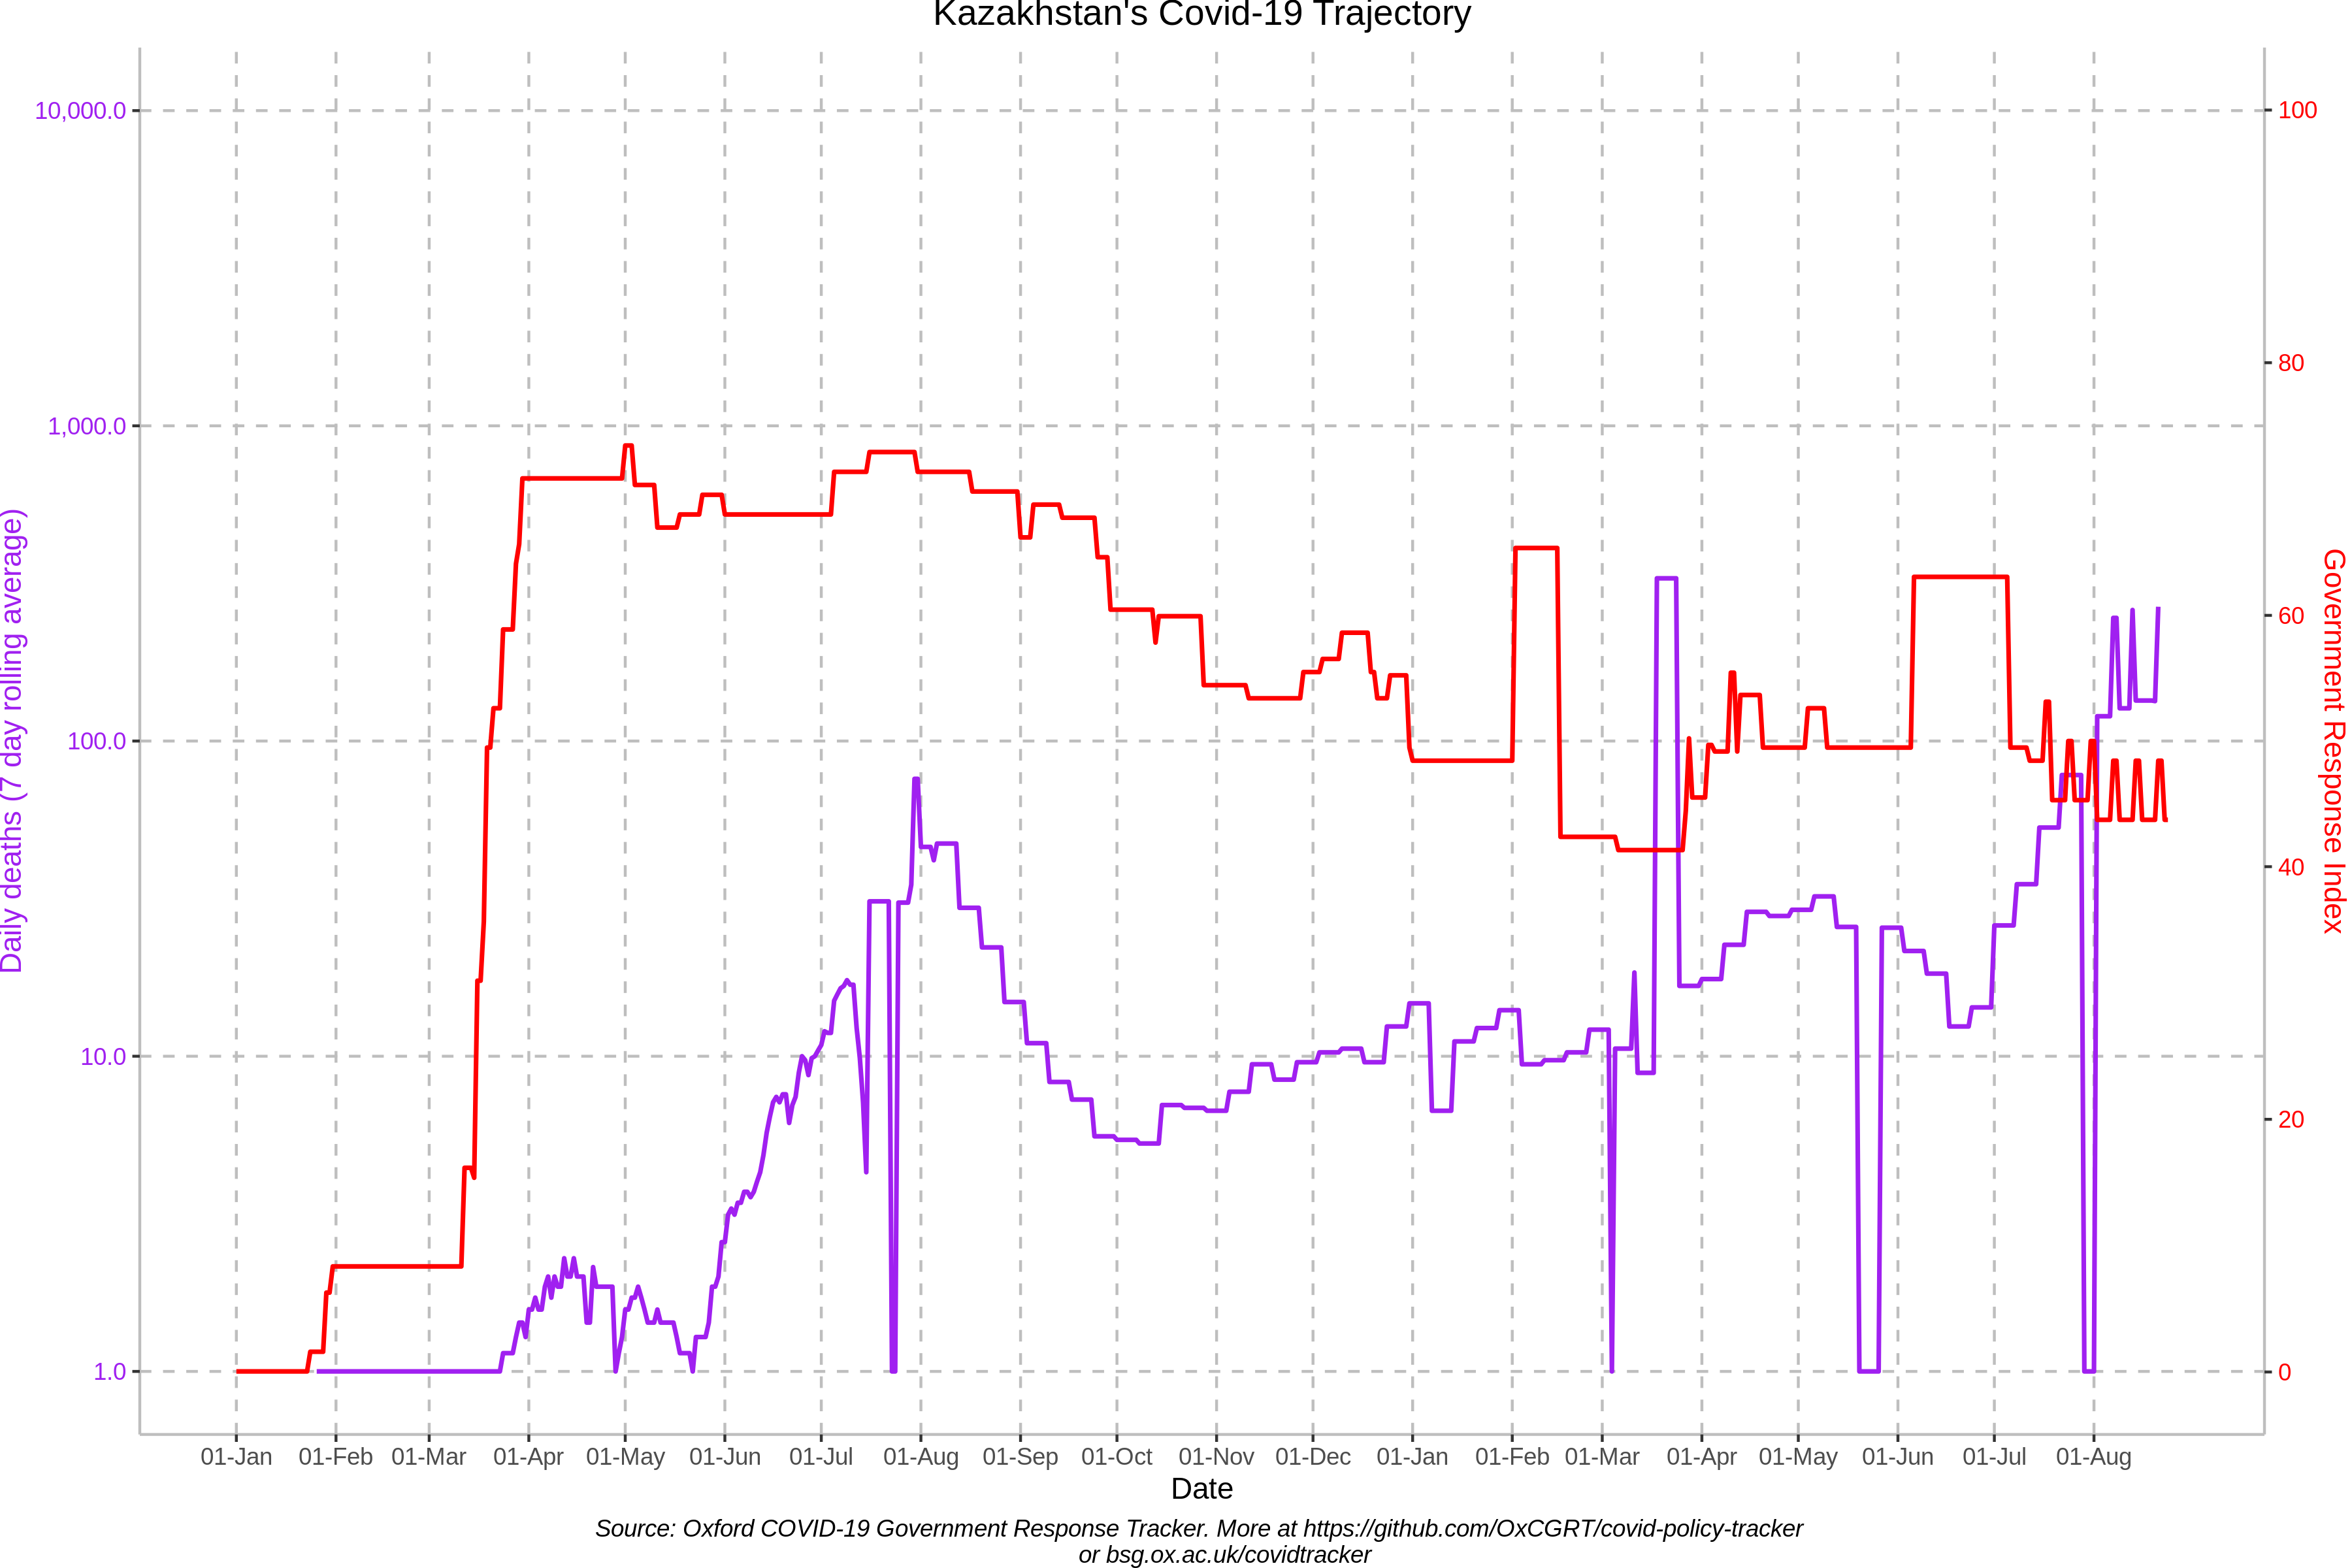 Kazakhstan's Covid-19 Trajectory
10,000.0
1,000.0
100.0
10.0
1.0
Daily deaths (7 day rolling average)
100
80
60
40
20
0
Government Response Index
01-Jan 01-Feb 01-Mar 01-Apr 01-May 01-Jun 01-Jul 01-Aug 01-Sep 01-Oct 01-Nov 01-Dec 01-Jan 01-Feb 01-Mar 01-Apr 01-May 01-Jun 01-Jul 01-Aug
Date
Source: Oxford COVID-19 Government Response Tracker. More at https://github.com/OxCGRT/covid-policy-tracker
or bsg.ox.ac.uk/covidtracker